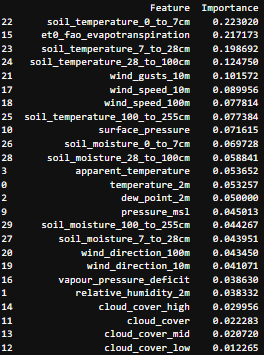 Feature Importance
22 soil_temperature_0_to_7cm 0.223020
15 et0_fao_evapotranspiration 0.217173
23 soil_temperature_7_to_28cm 0.198692
24 soil_temperature_28_to_100cm 0.124750
21 wind_gusts_10m 0.101572
17 wind_speed_10m 0.089956
18 wind_speed_100m 0.077814
25 soil_temperature_100_to_255cm 0.077384
10 surface_pressure 0.071615
26 soil_moisture_0_to_7cm 0.069728
28 soil_moisture_28_to_100cm 0.058841
3 apparent_temperature 0.053652
0 temperature_2m 0.053257
2 dew_point_2m 0.050000
9 pressure_msl 0.045013
29 soil_moisture_100_to_255cm 0.044267
27 soil_moisture_7_to_28cm 0.043951
20 wind_direction_100m 0.043450
19 wind_direction_10m 0.041071
16 vapour_pressure_deficit 0.038630
1 relative_humidity_2m 0.038332
14 cloud_cover_high 0.029956
11 cloud_cover 0.022283
13 cloud_cover_mid 0.020720
12 cloud_cover_low 0.012265